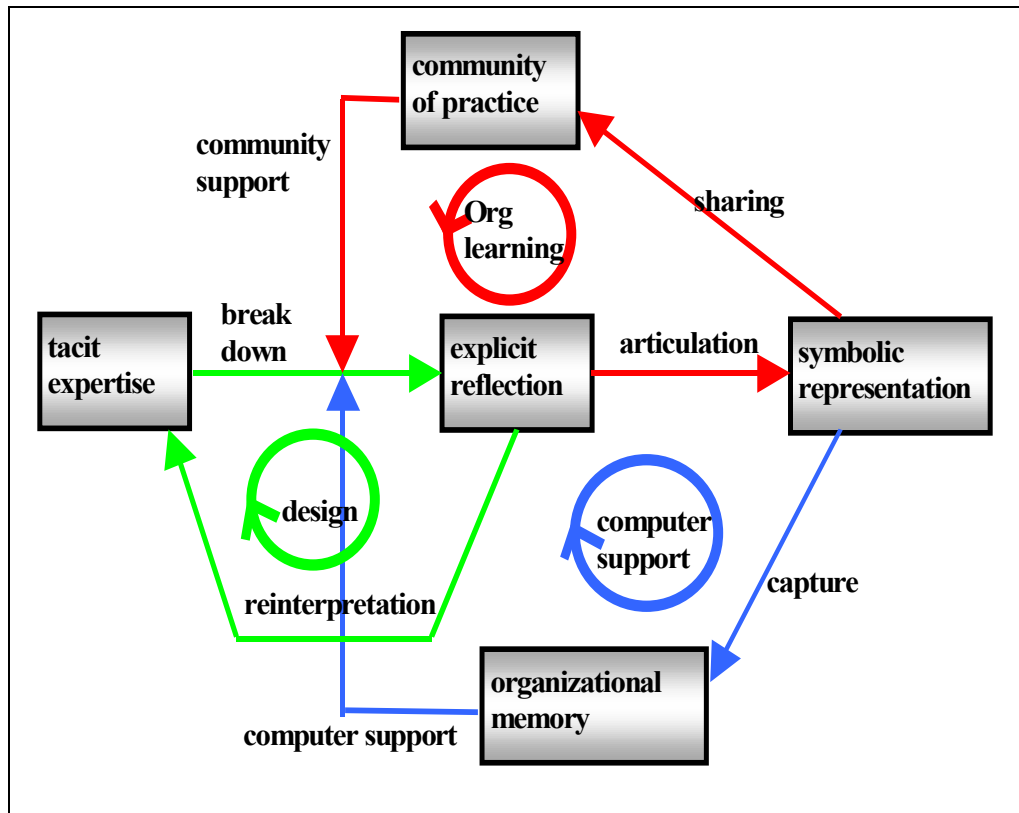 community
of practice
community
support
sharing
Org
learning
break
down
tacit
expertise
explicit
reflection
articulation
symbolic
representation
design
computer
support
capture
reinterpretation
organizational
memory
computer support